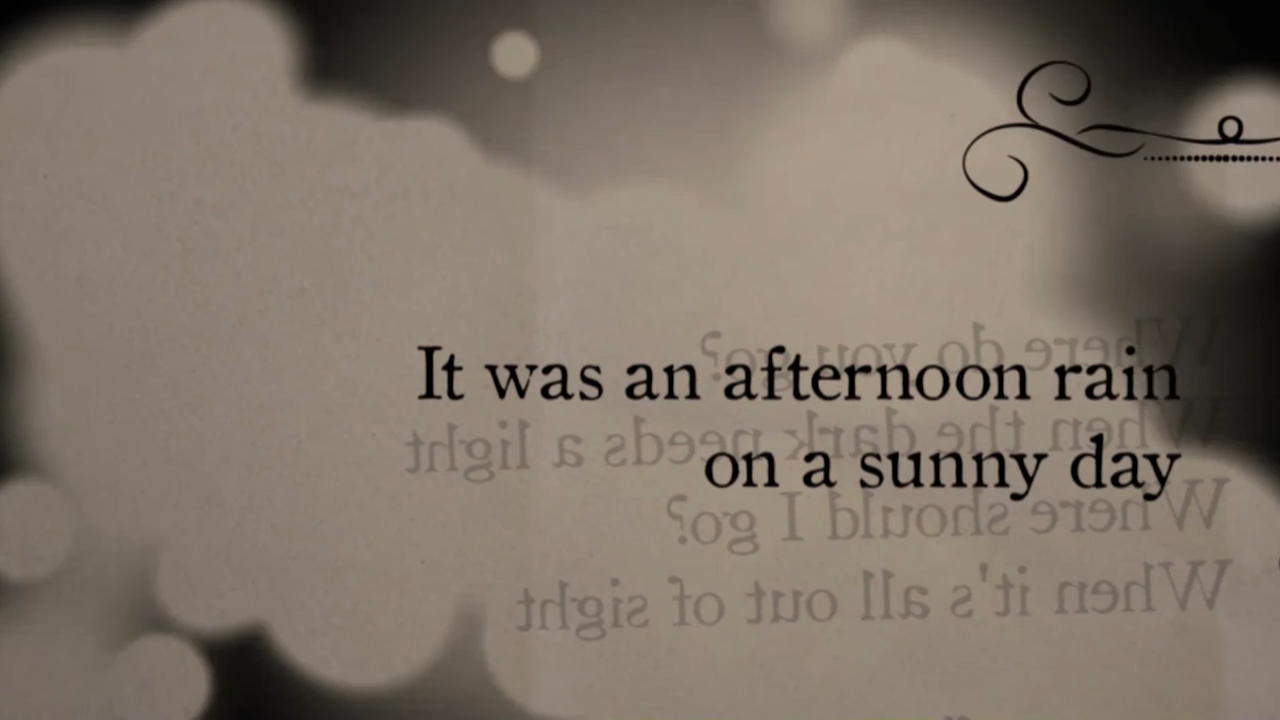 It was an afternoon rain
on a sunny day
Where do you go?
When the dark needs a light
Where should I go?
When it's all out of sight